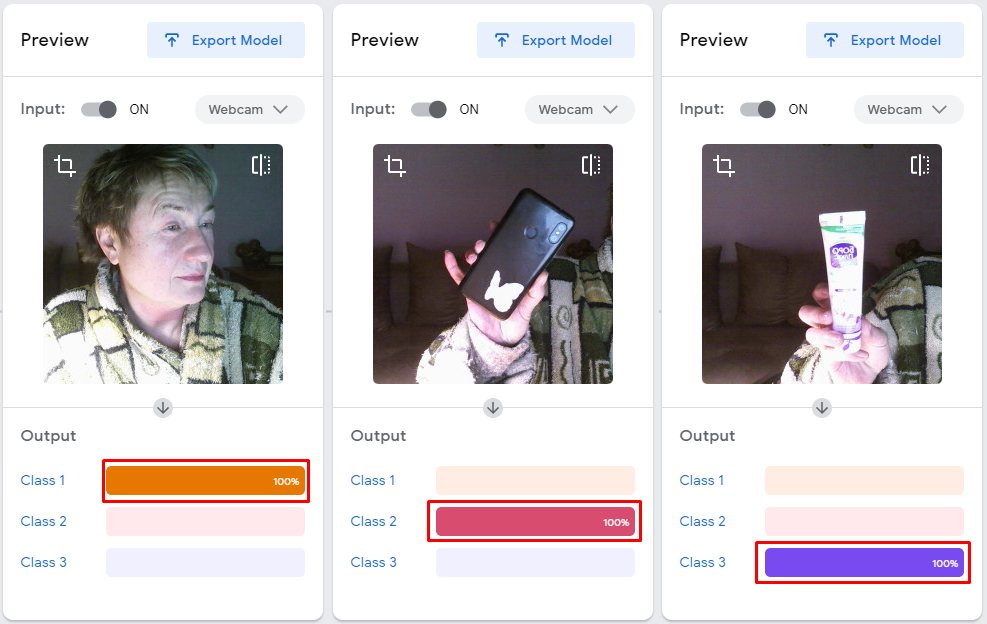 Preview
Export Model
Input:
ON
Webcam
Output
Class 1
100%
Class 2
Class 3
Preview
Export Model
Input:
ON
Webcam
Output
Class 1
Class 2
100%
Class 3
Preview
Export Model
Input:
ON
Webcam
БОРО
Output
Class 1
Class 2
Class 3
100%